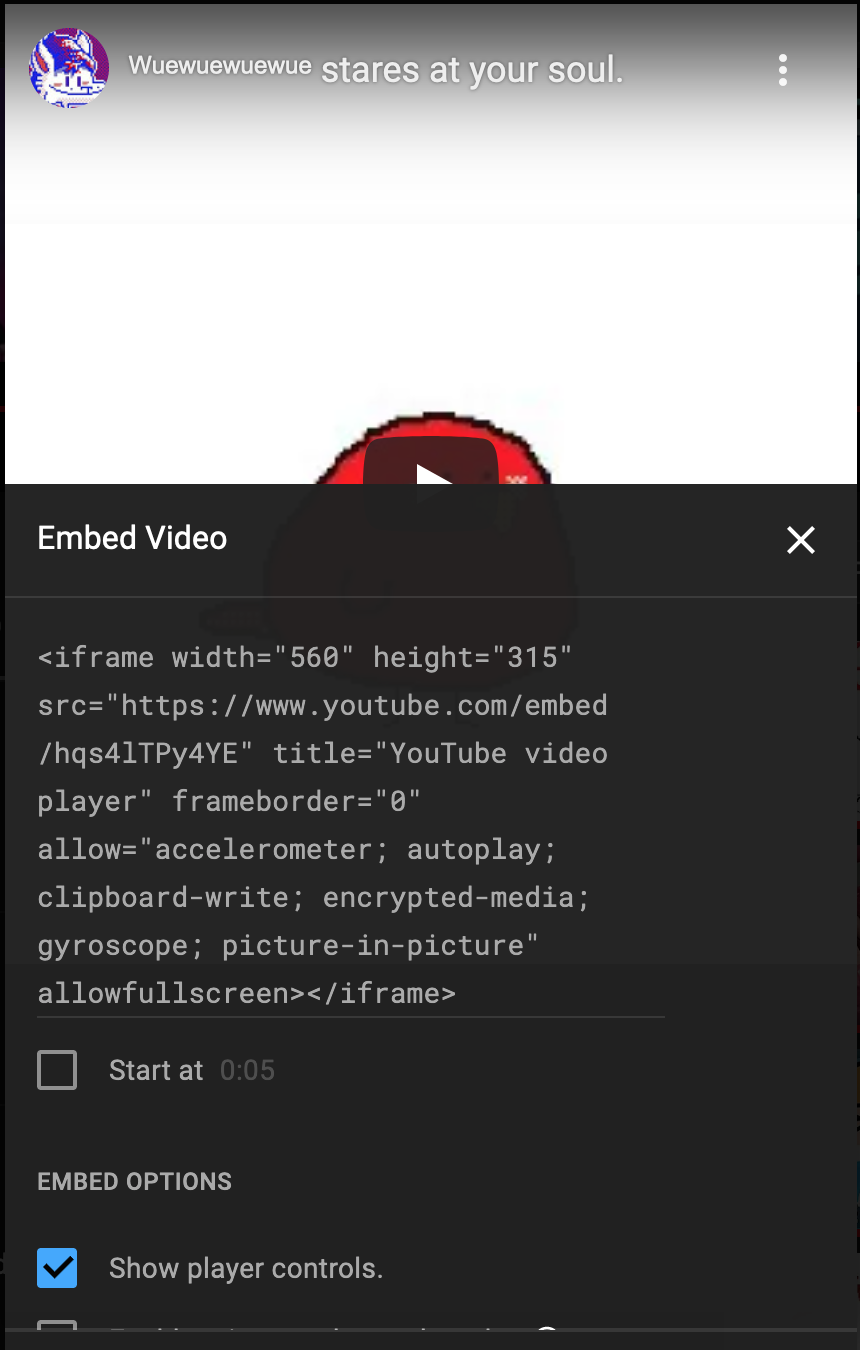 Wuewuewuewue stares at your soul.
Embed Video
<iframe width="560" height="315"
src="https://www.youtube.com/embed
/hqs4lTPy4YE" title="YouTube video
player" frameborder="0"
allow="accelerometer; autoplay;
clipboard-write; encrypted-media;
gyroscope; picture-in-picture"
allowfullscreen></iframe>
Start at 0:05
EMBED OPTIONS
Show player controls.